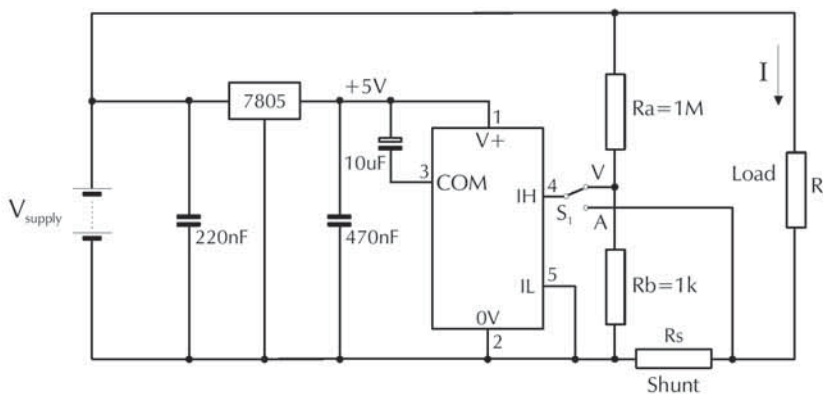 I
7805
+5V
1
V+
Ra=1M
10uF
3
COM
IH
4
V
S1
A
Load
R
Vsupply
220nF
470nF
5
IL
0V
2
Rb=1k
Rs
Shunt